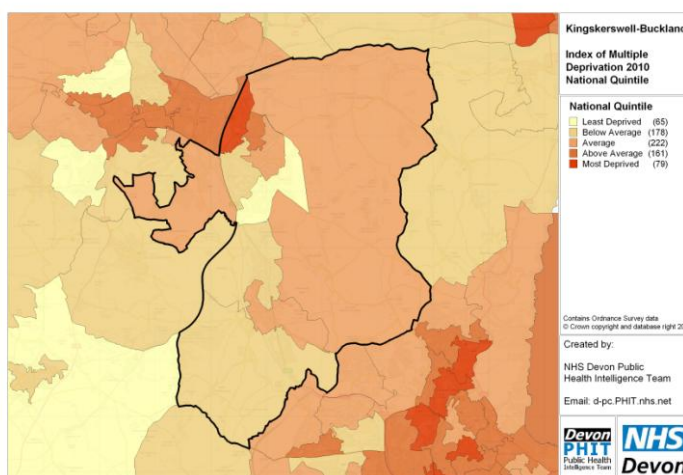 Kingskerswell-Buckland
Index of Multiple
Deprivation 2010
National Quintile
National Quintile
Least Deprived (65)
Below Average (178)
Average (222)
Above Average (161)
Most Deprived (79)
Contains Ordnance Survey data
© Crown copyright and database right 20
Created by:
NHS Devon Public
Health Intelligence Team
Email: d-pc.PHIT.nhs.net
Devon
PHIT
Public Health
Intelligence Team
NHS
Devon